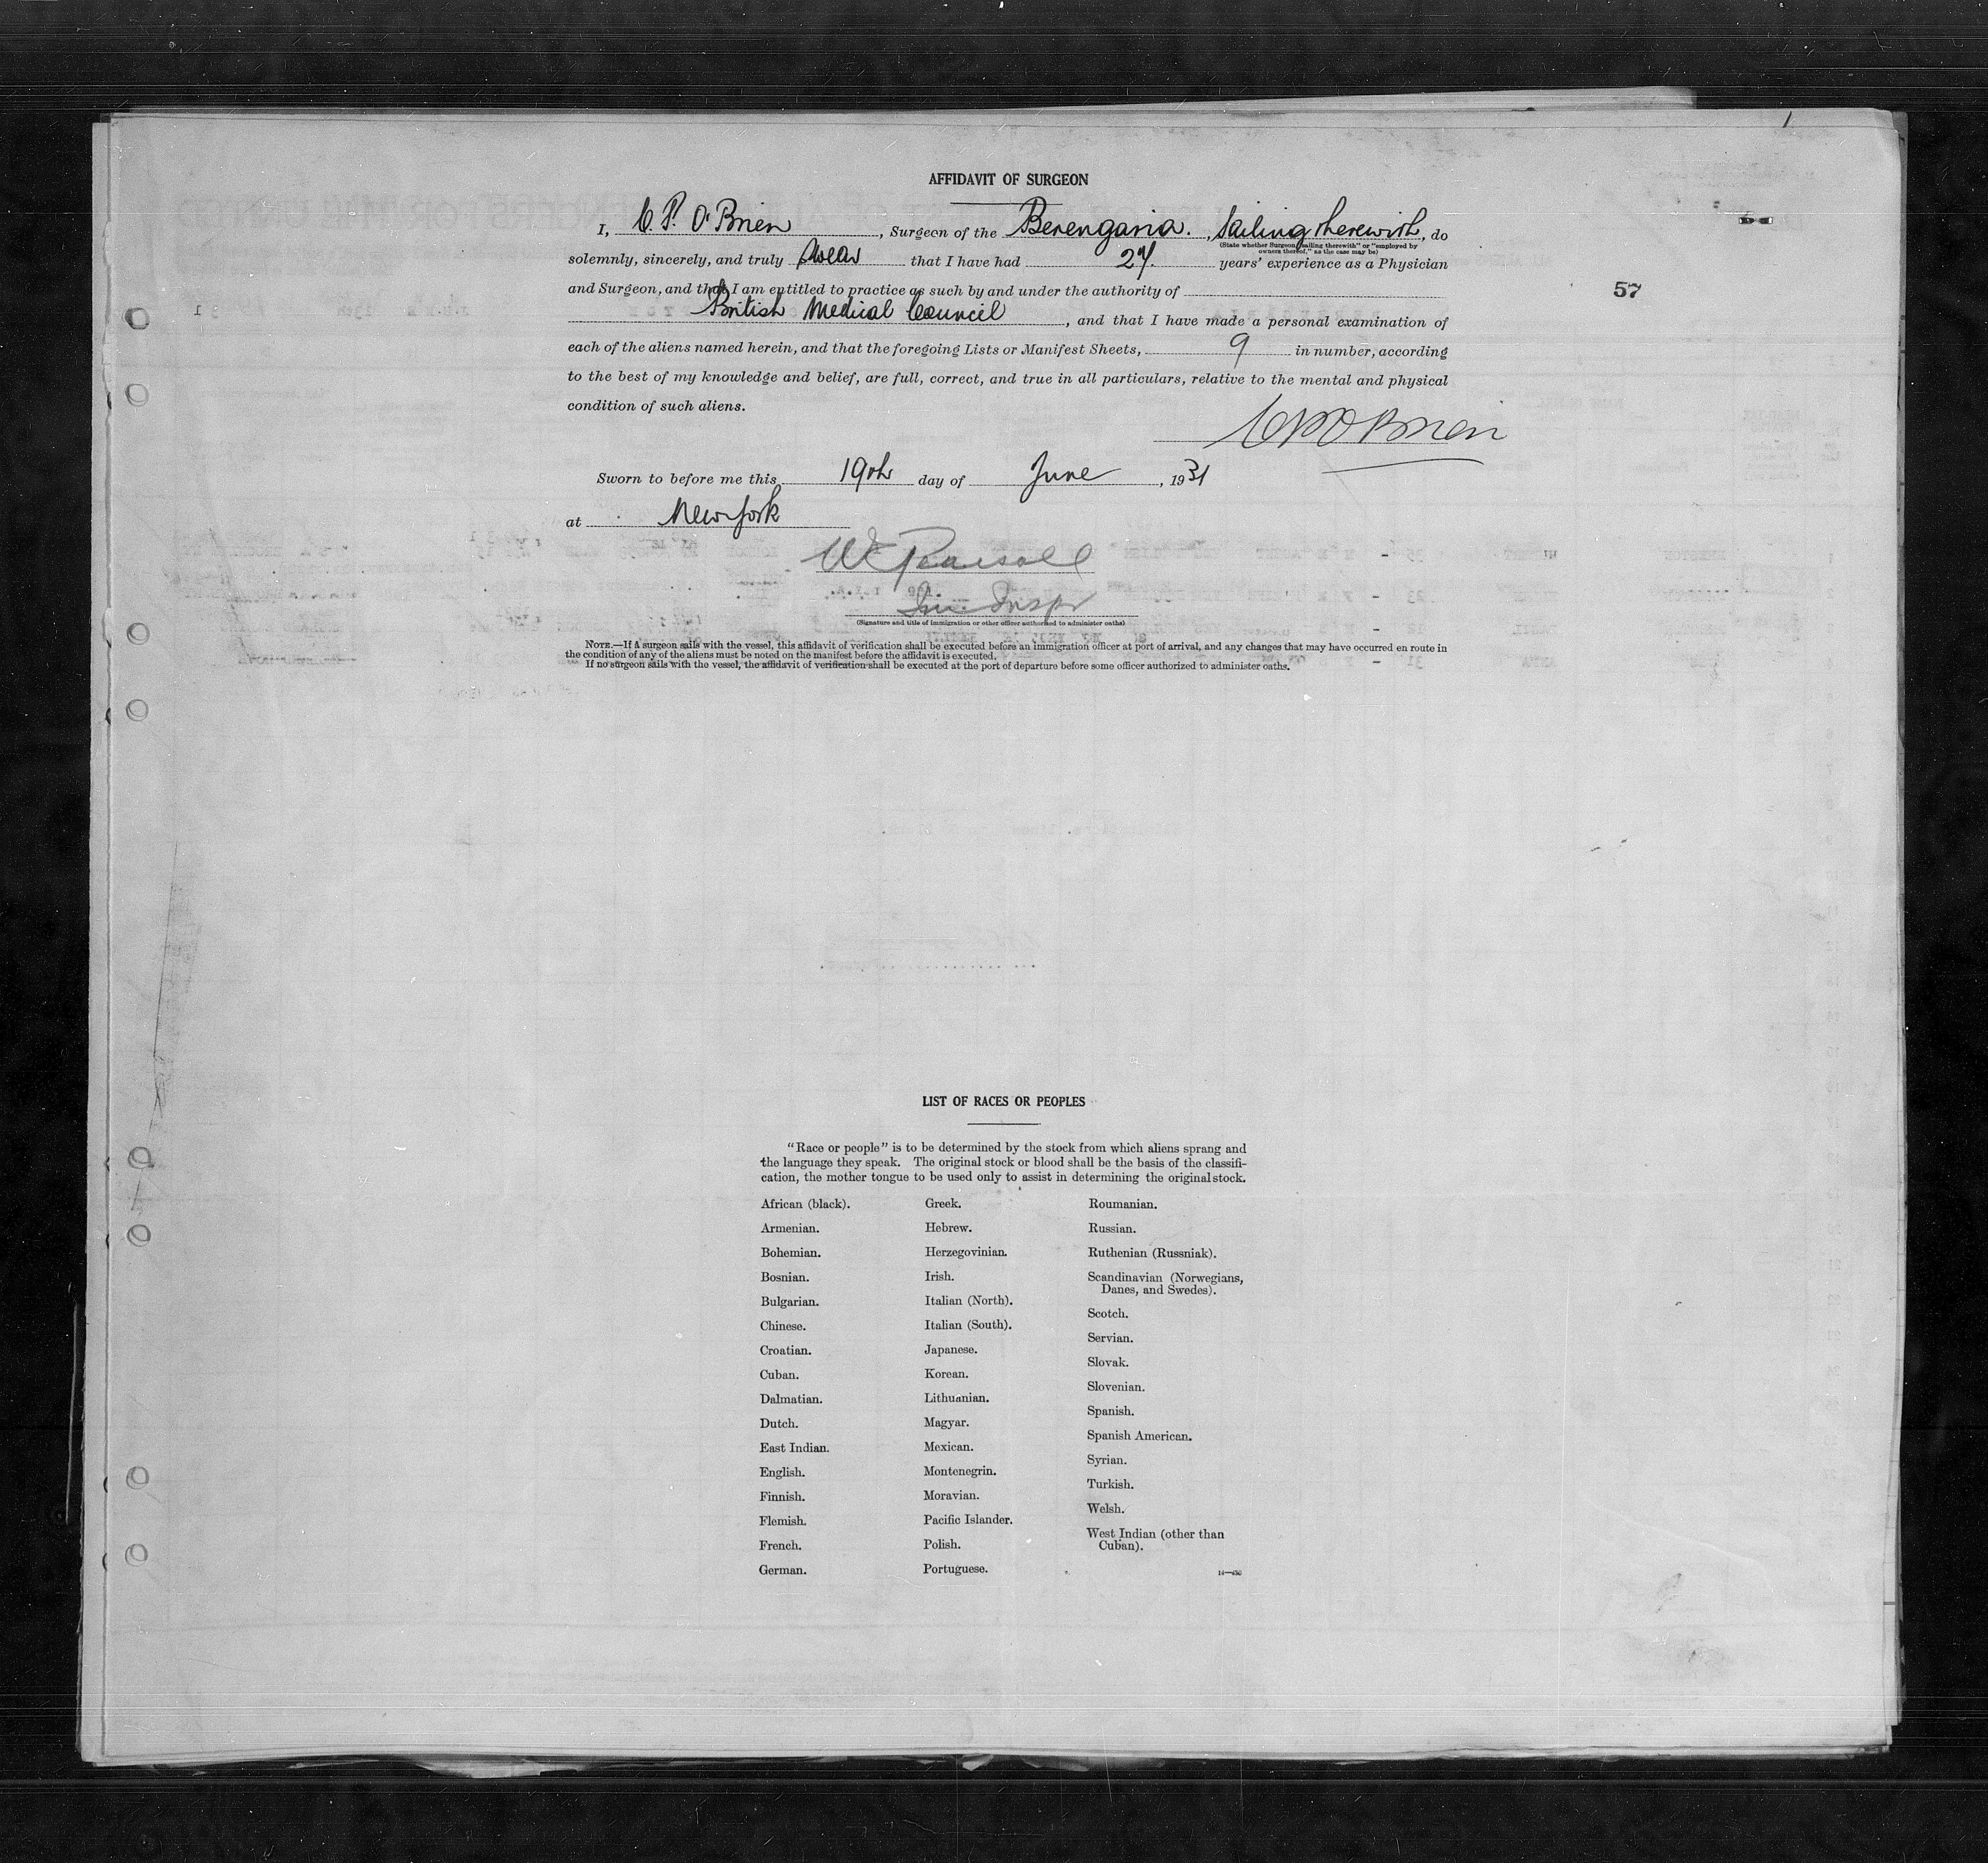 AFFIDAVIT OF SURGEON
I, C. P. O'Brien, Surgeon of the Berengaria. , Sailing therewith, do
(State whether Surgeon "sailing therewith" or "employed by owners thereof," as the case may be)
solemnly, sincerely, and truly swear that I have had 27. years' experience as a Physician
and Surgeon, and that I am entitled to practice as such by and under the authority of
British Medical Council, and that I have made a personal examination of
each of the aliens named herein, and that the foregoing Lists or Manifest Sheets, 9 in number, according
to the best of my knowledge and belief, are full, correct, and true in all particulars, relative to the mental and physical
condition of such aliens.
57
C P O'Brien
Sworn to before me this 19th day of June, 1931
at New York
Imm Inspr
(Signature and title of immigration or other officer authorized to administer oaths)
NOTE.—If a surgeon sails with the vessel, this affidavit of verification shall be executed before an immigration officer at port of arrival, and any changes that may have occurred en route in
the condition of any of the aliens must be noted on the manifest before the affidavit is executed.
If no surgeon sails with the vessel, the affidavit of verification shall be executed at the port of departure before some officer authorized to administer oaths.
LIST OF RACES OR PEOPLES
"Race or people" is to be determined by the stock from which aliens sprang and
the language they speak. The original stock or blood shall be the basis of the classifi-
cation, the mother tongue to be used only to assist in determining the original stock.
African (black).
Armenian.
Bohemian.
Bosnian.
Bulgarian.
Chinese.
Croatian.
Cuban.
Dalmatian.
Dutch.
East Indian.
English.
Finnish.
Flemish.
French.
German.
Greek.
Hebrew.
Herzegovinian.
Irish.
Italian (North).
Italian (South).
Japanese.
Korean.
Lithuanian.
Magyar.
Mexican.
Montenegrin.
Moravian.
Pacific Islander.
Polish.
Portuguese.
Roumanian.
Russian.
Ruthenian (Russniak).
Scandinavian (Norwegians,
Danes, and Swedes).
Scotch.
Servian.
Slovak.
Slovenian.
Spanish.
Spanish American.
Syrian.
Turkish.
Welsh.
West Indian (other than
Cuban).